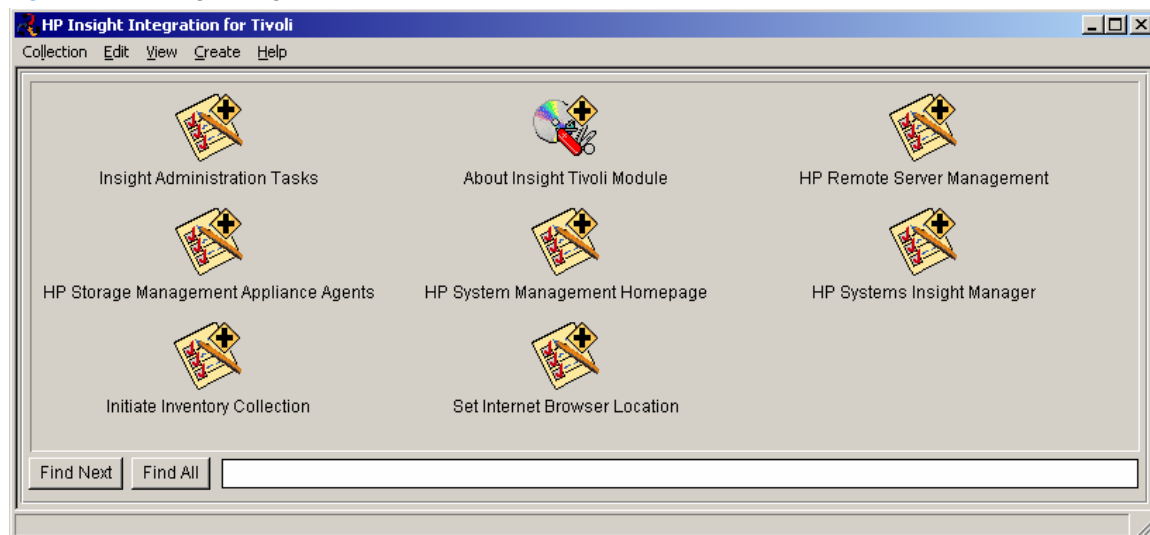 HP Insight Integration for Tivoli
Collection Edit View Create Help
Insight Administration Tasks About Insight Tivoli Module HP Remote Server Management
HP Storage Management Appliance Agents HP System Management Homepage HP Systems Insight Manager
Initiate Inventory Collection Set Internet Browser Location
Find Next Find All